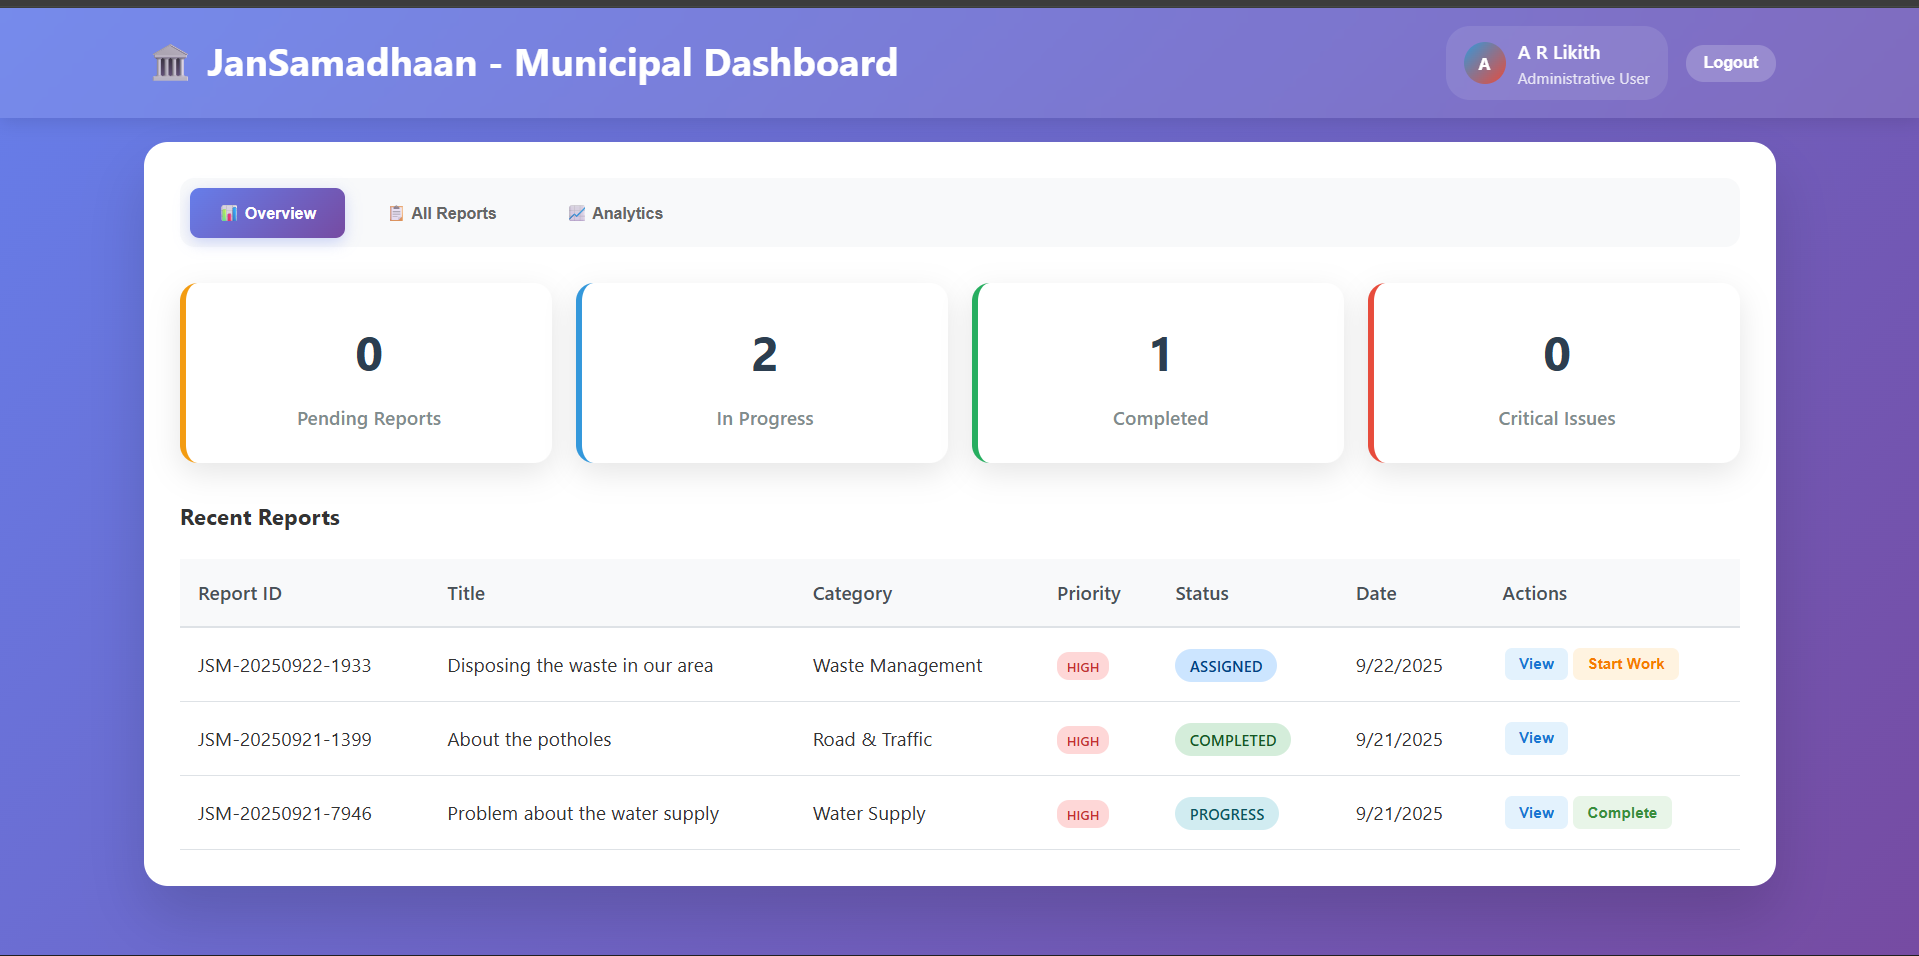 JanSamadhaan - Municipal Dashboard
A
A R Likith
Administrative User
Logout
Overview
All Reports
Analytics
0
Pending Reports
2
In Progress
1
Completed
0
Critical Issues
Recent Reports
Report ID Title Category Priority Status Date Actions
JSM-20250922-1933 Disposing the waste in our area Waste Management HIGH ASSIGNED 9/22/2025 View Start Work
JSM-20250921-1399 About the potholes Road & Traffic HIGH COMPLETED 9/21/2025 View
JSM-20250921-7946 Problem about the water supply Water Supply HIGH PROGRESS 9/21/2025 View Complete